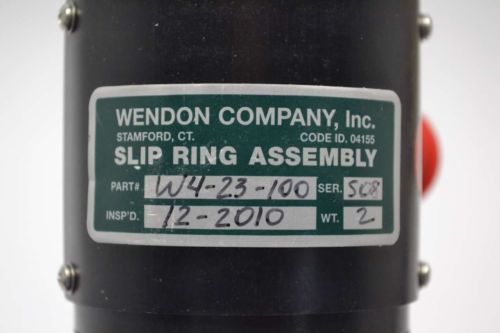 WENDON COMPANY, Inc.
STAMFORD, CT. CODE ID. 04155
SLIP RING ASSEMBLY
PART# W4-23-100 SER. 508
INSP'D. 12-2010 WT. 2